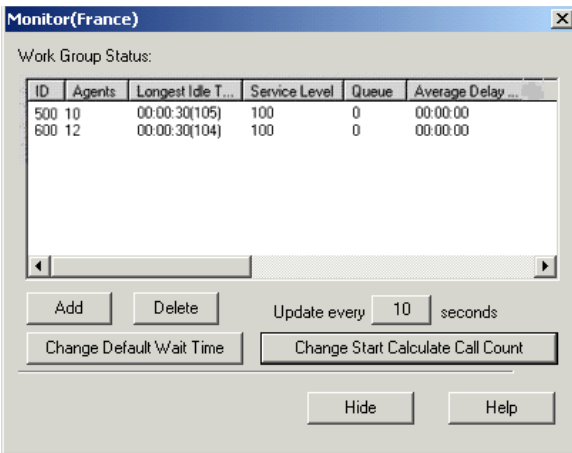 Monitor(France)
Work Group Status:
ID Agents Longest Idle T... Service Level Queue Average Delay ...
500 10 00:00:30(105) 100 0 00:00:00
600 12 00:00:30(104) 100 0 00:00:00
Add Delete Update every 10 seconds
Change Default Wait Time Change Start Calculate Call Count
Hide Help